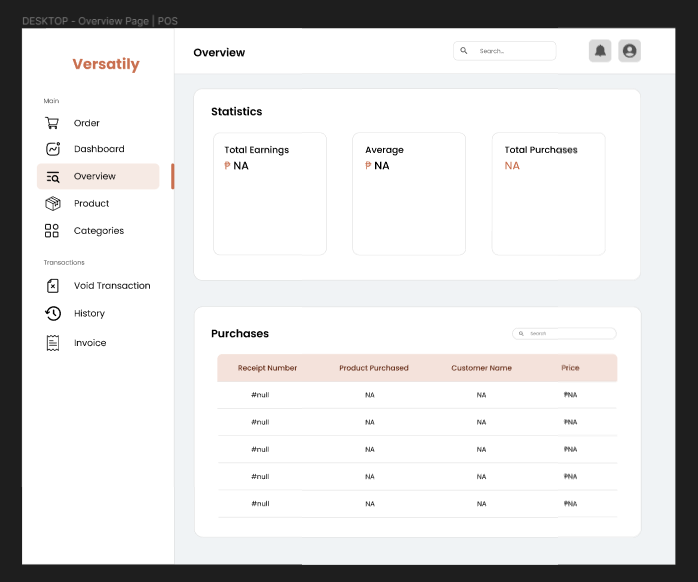 DESKTOP - Overview Page | POS
Versatily
Overview
Search..
Main
Order
Dashboard
Overview
Product
Categories
Transactions
Void Transaction
History
Invoice
Statistics
Total Earnings
₱ NA
Average
₱ NA
Total Purchases
NA
Purchases
Search
Receipt Number Product Purchased Customer Name Price
#null NA NA ₱NA
#null NA NA ₱NA
#null NA NA ₱NA
#null NA NA ₱NA
#null NA NA ₱NA